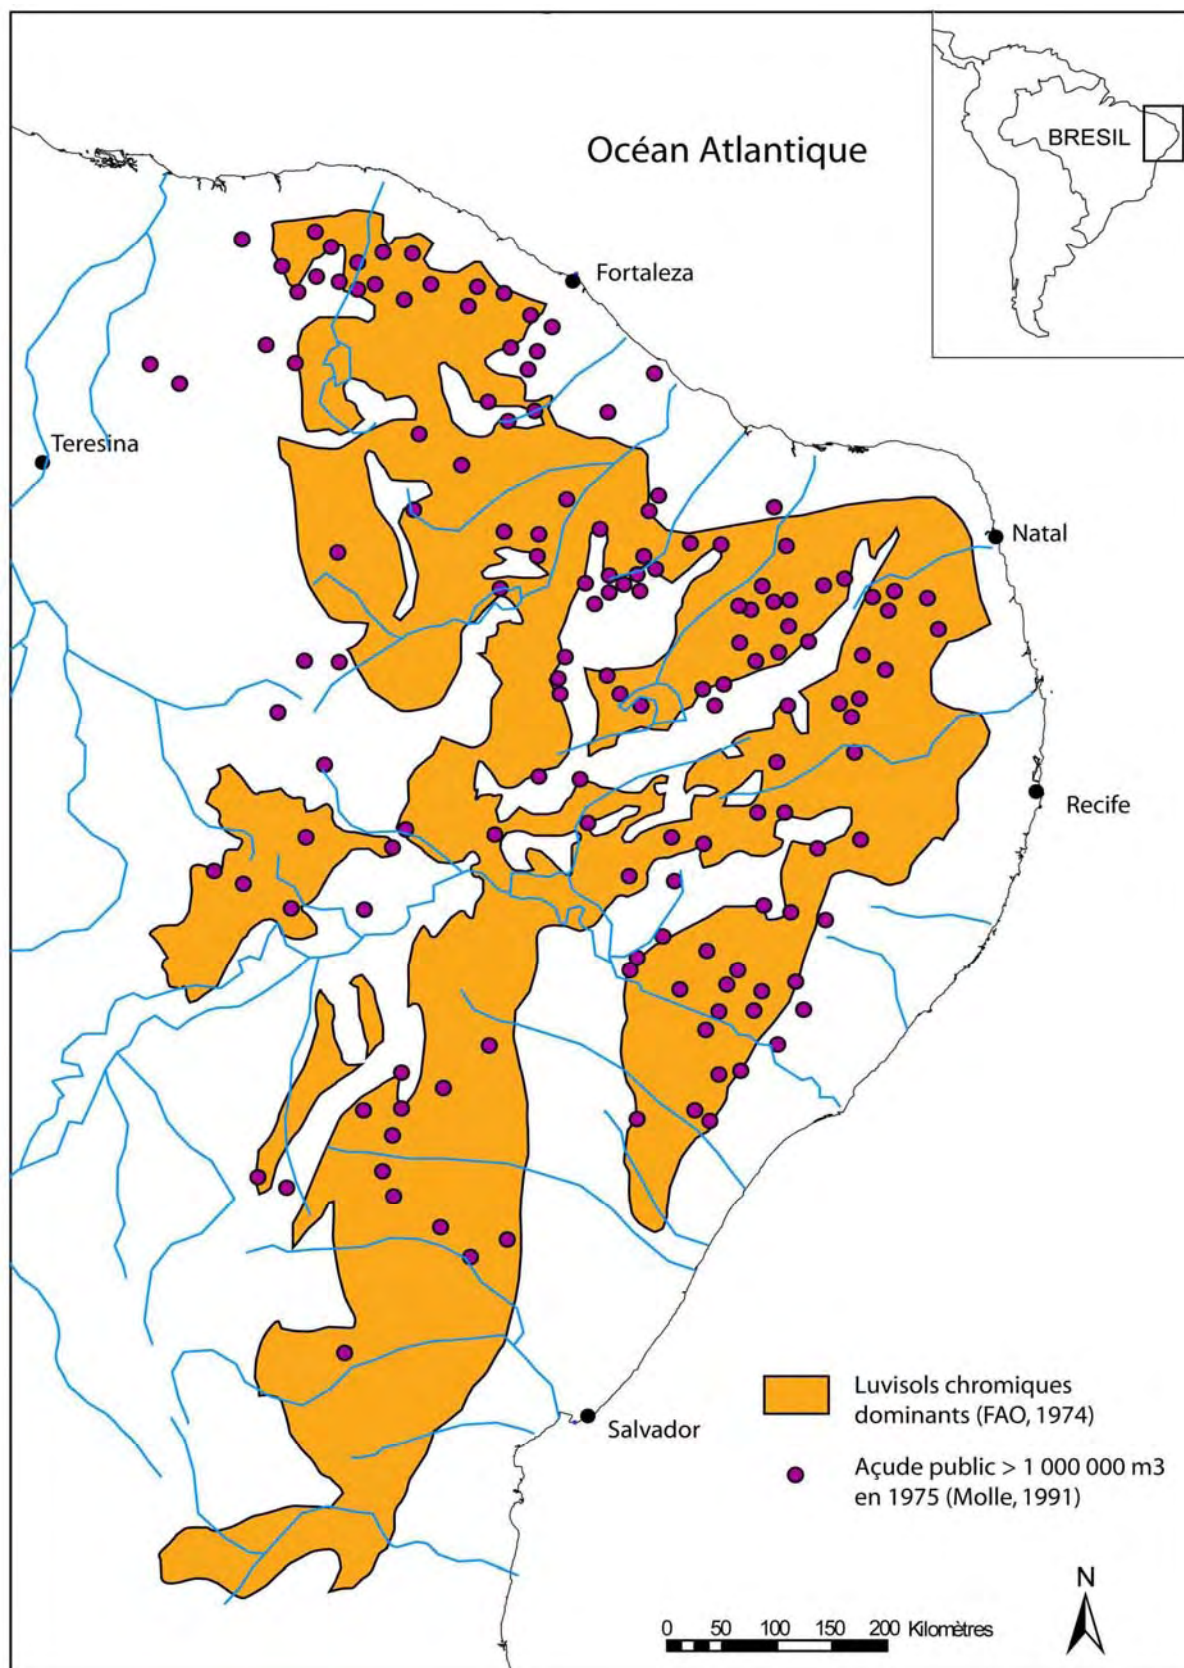 BRESIL
Océan Atlantique
Fortaleza
Teresina
Natal
Recife
Luvisols chromiques
dominants (FAO, 1974)
Salvador
Açude public > 1 000 000 m3
en 1975 (Molle, 1991)
N
0 50 100 150 200 Kilomètres